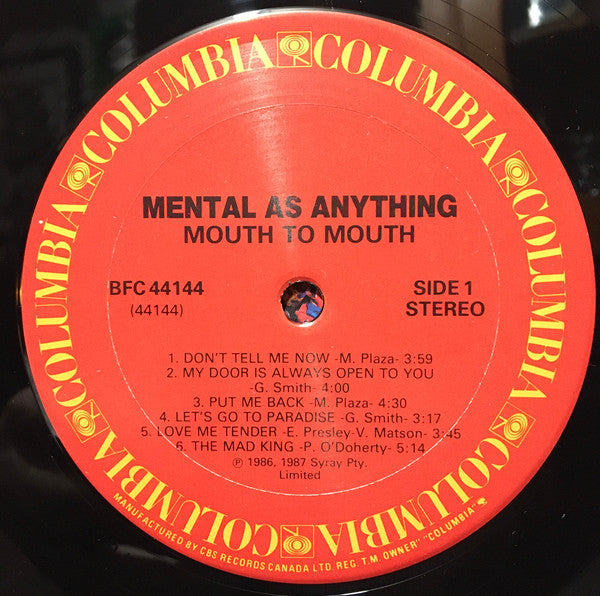 COLUMBIA COLUMBIA COLUMBIA COLUMBIA COLUMBIA COLUMBIA COLUMBIA COLUMBIA
MENTAL AS ANYTHING
MOUTH TO MOUTH
BFC 44144
(44144)
SIDE 1
STEREO
1. DON'T TELL ME NOW -M. Plaza- 3:59
2. MY DOOR IS ALWAYS OPEN TO YOU
-G. Smith- 4:00
3. PUT ME BACK -M. Plaza- 4:30
4. LET'S GO TO PARADISE -G. Smith- 3:17
5. LOVE ME TENDER -E. Presley-V. Matson- 3:45
6. THE MAD KING -P. O'Doherty- 5:14
℗ 1986, 1987 Syray Pty.
Limited
MANUFACTURED BY CBS RECORDS CANADA LTD. REG. T.M. OWNER "COLUMBIA"